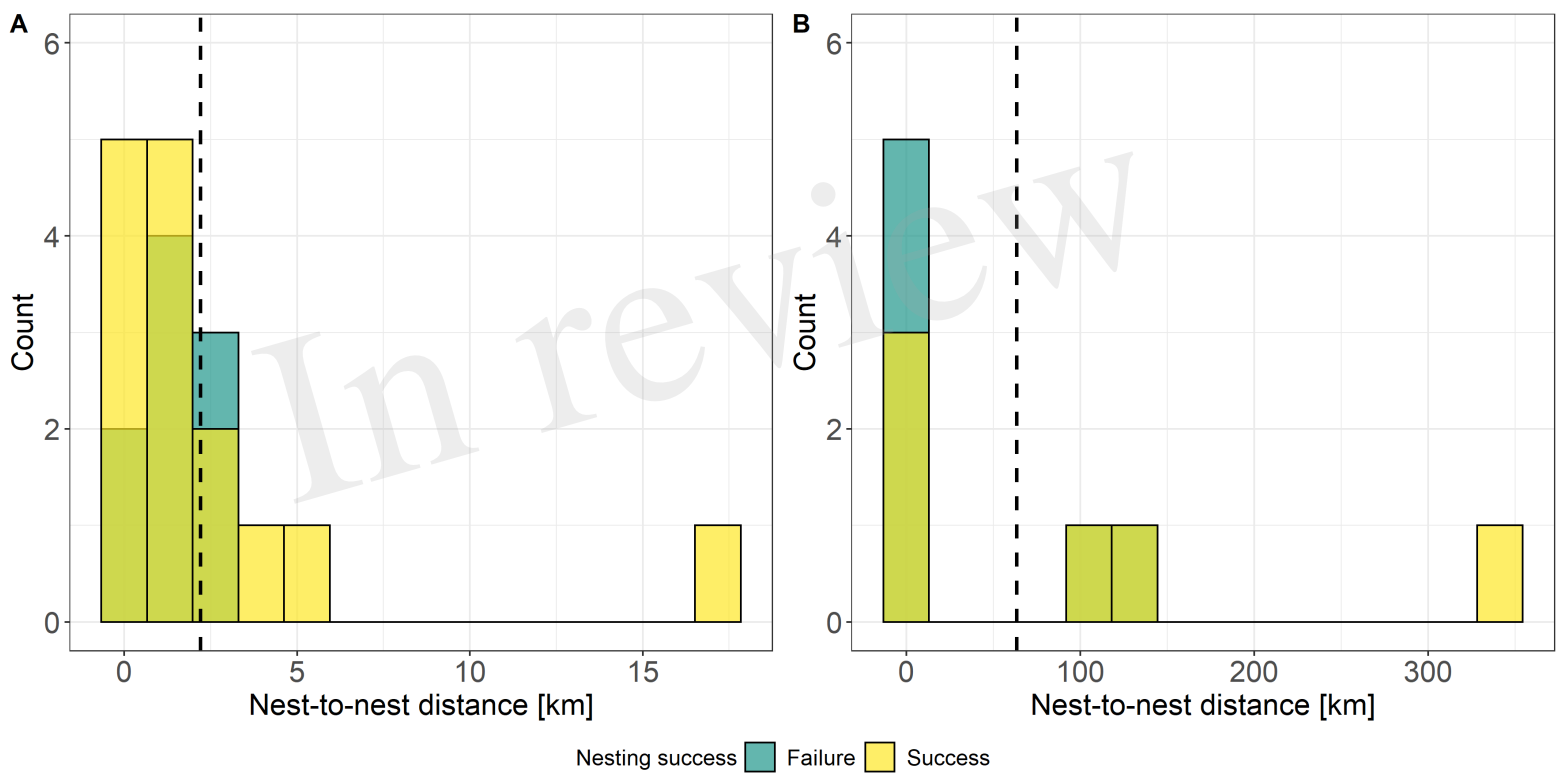 A
B
6
4
2
0
Count
0 5 10 15
Nest-to-nest distance [km]
6
4
2
0
Count
0 100 200 300
Nest-to-nest distance [km]
In review
Nesting success Failure Success